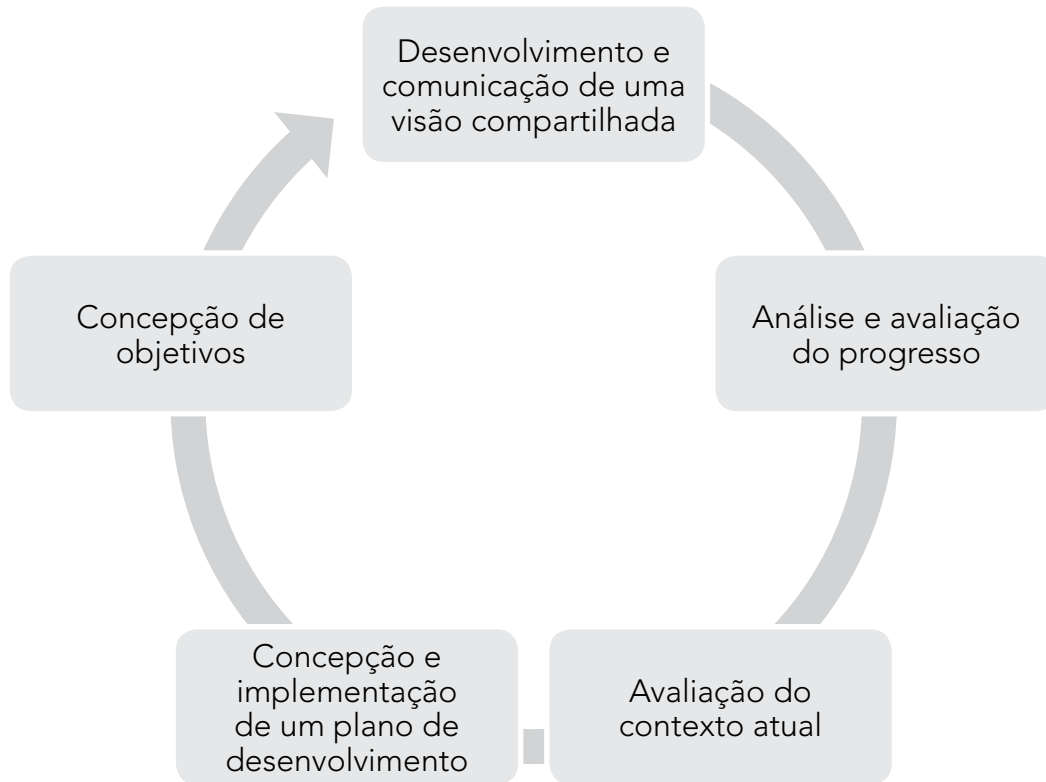 Desenvolvimento e
comunicação de uma
visão compartilhada
Análise e avaliação
do progresso
Avaliação do
contexto atual
Concepção e
implementação
de um plano de
desenvolvimento
Concepção de
objetivos